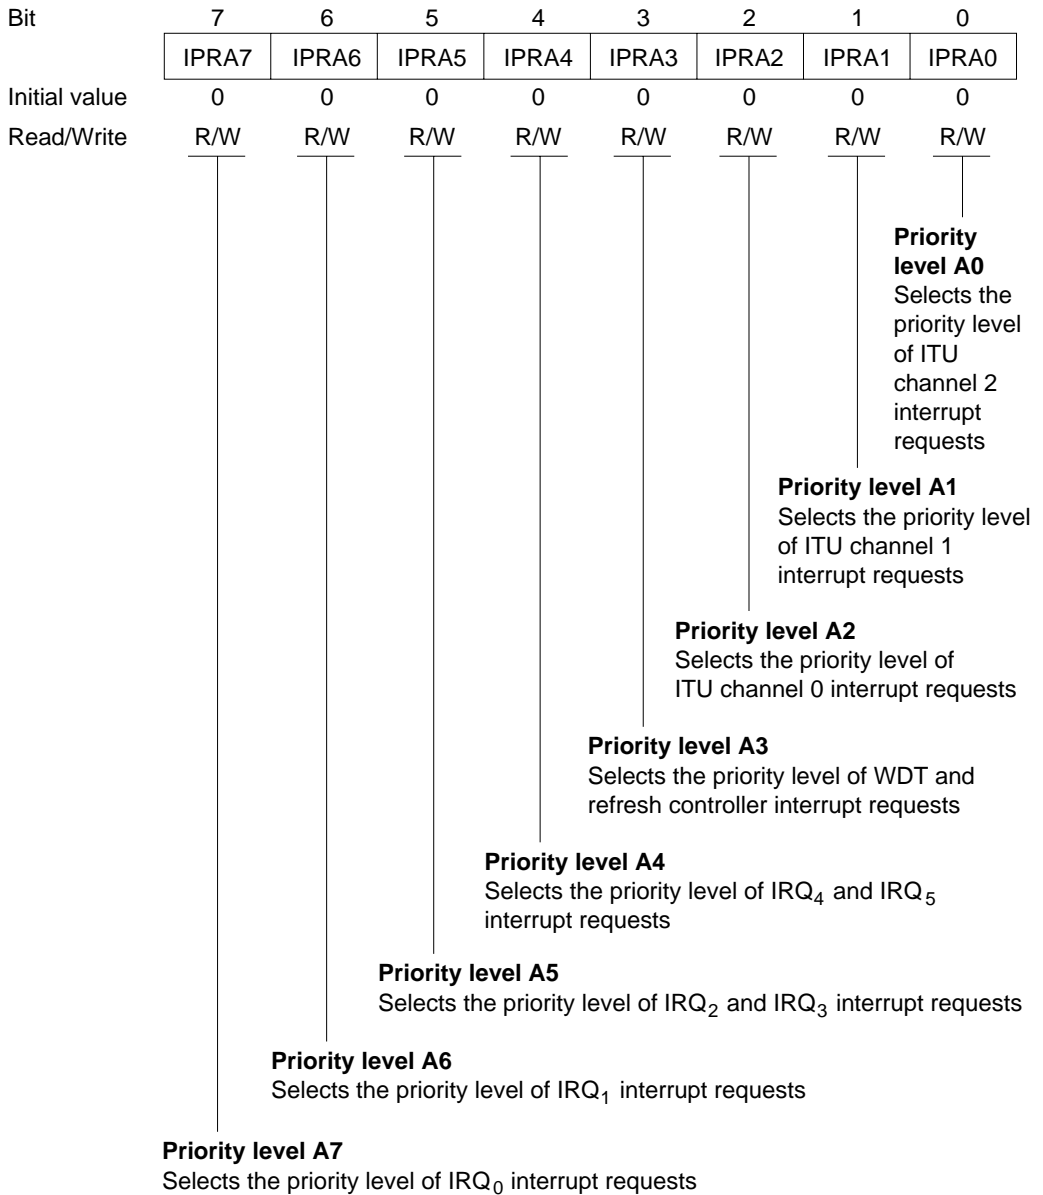 Bit 7 6 5 4 3 2 1 0
IPRA7 IPRA6 IPRA5 IPRA4 IPRA3 IPRA2 IPRA1 IPRA0
Initial value 0 0 0 0 0 0 0 0
Read/Write R/W R/W R/W R/W R/W R/W R/W R/W
Priority
level A0
Selects the
priority level
of ITU
channel 2
interrupt
requests
Priority level A1
Selects the priority level
of ITU channel 1
interrupt requests
Priority level A2
Selects the priority level of
ITU channel 0 interrupt requests
Priority level A3
Selects the priority level of WDT and
refresh controller interrupt requests
Priority level A4
Selects the priority level of IRQ4 and IRQ5
interrupt requests
Priority level A5
Selects the priority level of IRQ2 and IRQ3 interrupt requests
Priority level A6
Selects the priority level of IRQ1 interrupt requests
Priority level A7
Selects the priority level of IRQ0 interrupt requests